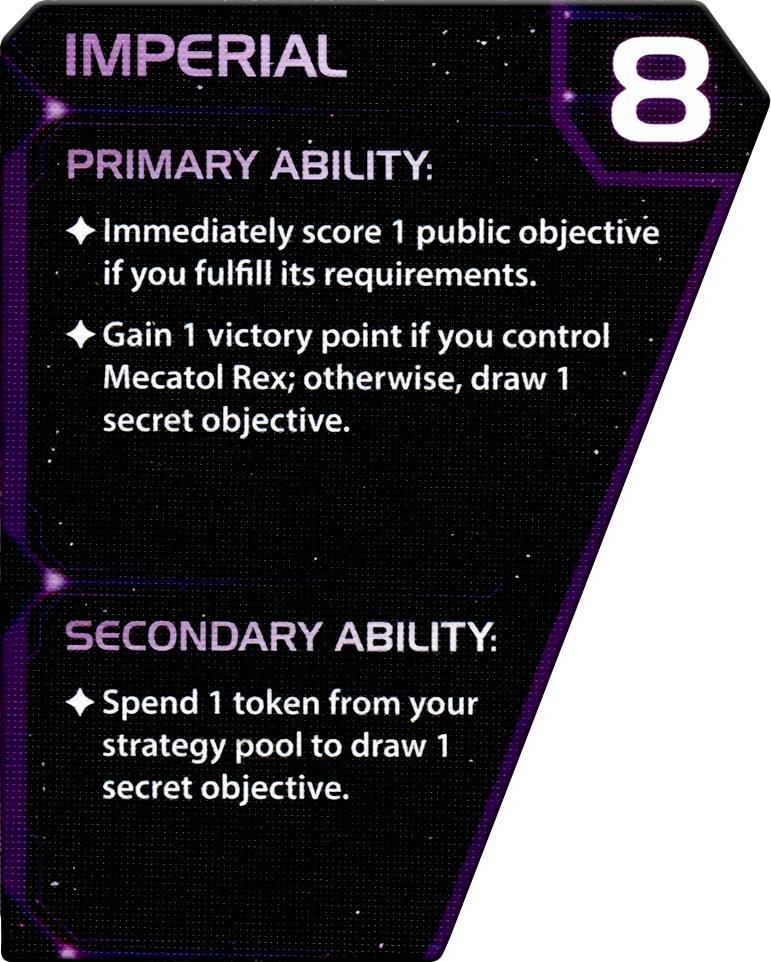 IMPERIAL
8
PRIMARY ABILITY:
Immediately score 1 public objective
if you fulfill its requirements.
Gain 1 victory point if you control
Mecatol Rex; otherwise, draw 1
secret objective.
SECONDARY ABILITY:
Spend 1 token from your
strategy pool to draw 1
secret objective.